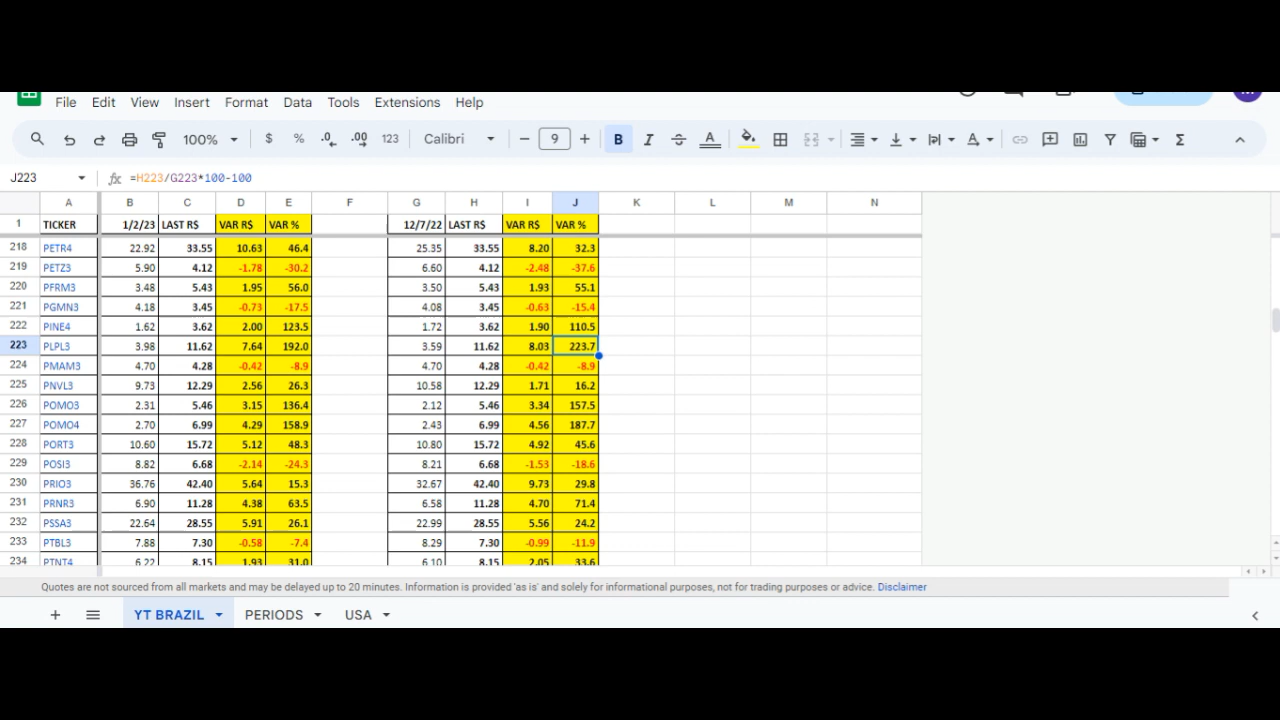 File Edit View Insert Format Data Tools Extensions Help
100% $ % .0 .00 123 Calibri 9 B I A Σ
J223 fx =H223/G223*100-100
A B C D E F G H I J K L M N
1 TICKER 1/2/23 LAST R$ VAR R$ VAR % 12/7/22 LAST R$ VAR R$ VAR %
218 PETR4 22.92 33.55 10.63 46.4 25.35 33.55 8.20 32.3
219 PETZ3 5.90 4.12 -1.78 -30.2 6.60 4.12 -2.48 -37.6
220 PFRM3 3.48 5.43 1.95 56.0 3.50 5.43 1.93 55.1
221 PGMN3 4.18 3.45 -0.73 -17.5 4.08 3.45 -0.63 -15.4
222 PINE4 1.62 3.62 2.00 123.5 1.72 3.62 1.90 110.5
223 PLPL3 3.98 11.62 7.64 192.0 3.59 11.62 8.03 223.7
224 PMAM3 4.70 4.28 -0.42 -8.9 4.70 4.28 -0.42 -8.9
225 PNVL3 9.73 12.29 2.56 26.3 10.58 12.29 1.71 16.2
226 POMO3 2.31 5.46 3.15 136.4 2.12 5.46 3.34 157.5
227 POMO4 2.70 6.99 4.29 158.9 2.43 6.99 4.56 187.7
228 PORT3 10.60 15.72 5.12 48.3 10.80 15.72 4.92 45.6
229 POSI3 8.82 6.68 -2.14 -24.3 8.21 6.68 -1.53 -18.6
230 PRIO3 36.76 42.40 5.64 15.3 32.67 42.40 9.73 29.8
231 PRNR3 6.90 11.28 4.38 63.5 6.58 11.28 4.70 71.4
232 PSSA3 22.64 28.55 5.91 26.1 22.99 28.55 5.56 24.2
233 PTBL3 7.88 7.30 -0.58 -7.4 8.29 7.30 -0.99 -11.9
234 PTNT4 6.22 8.15 1.93 31.0 6.10 8.15 2.05 33.6
Quotes are not sourced from all markets and may be delayed up to 20 minutes. Information is provided 'as is' and solely for informational purposes, not for trading purposes or advice. Disclaimer
YT BRAZIL PERIODS USA